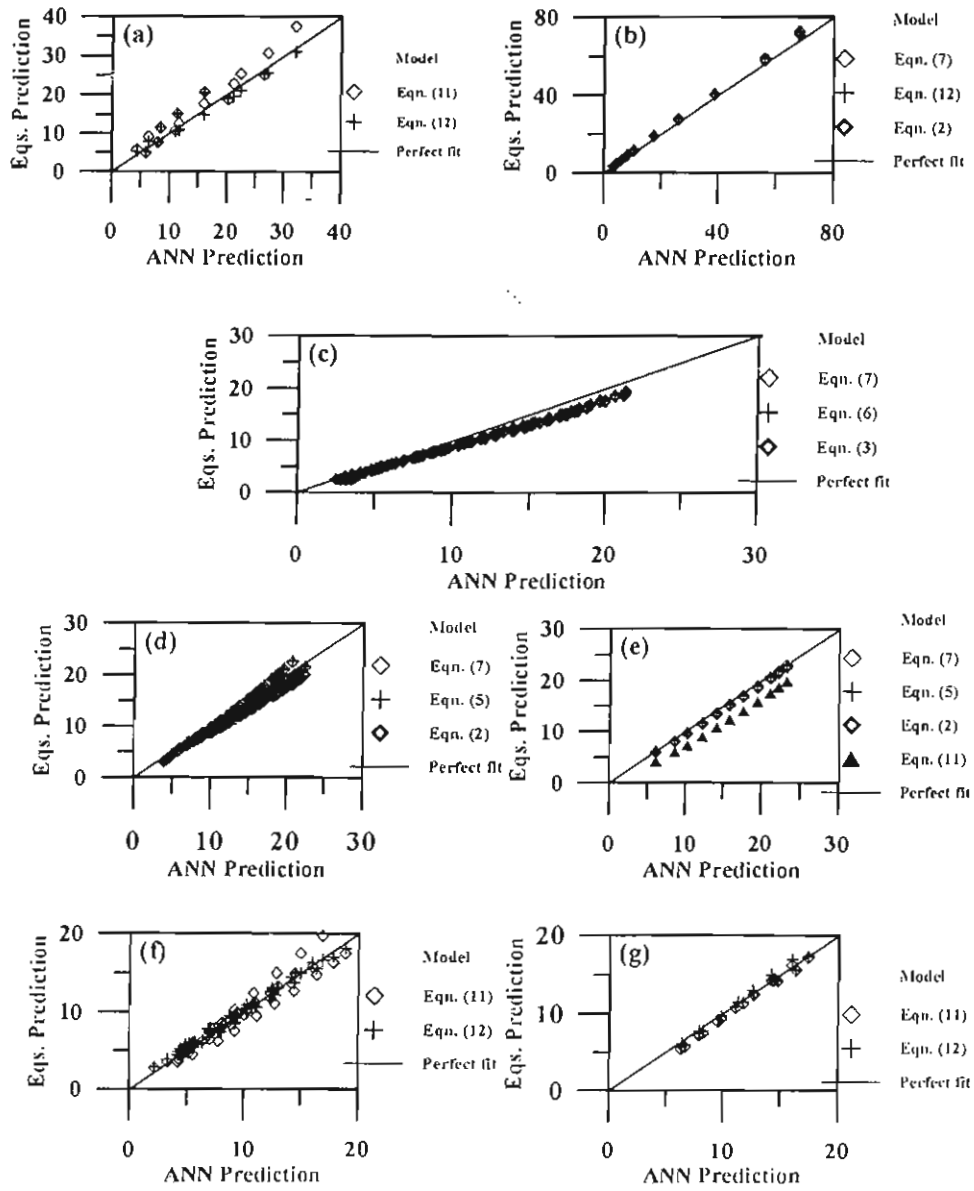 (a)
Eqs. Prediction
40
30
20
10
0
0 10 20 30 40
ANN Prediction
Model
Eqn. (11)
Eqn. (12)
Perfect fit
(b)
Eqs. Prediction
80
40
0
0 40 80
ANN Prediction
Model
Eqn. (7)
Eqn. (12)
Eqn. (2)
Perfect fit
(c)
Eqs. Prediction
30
20
10
0
0 10 20 30
ANN Prediction
Model
Eqn. (7)
Eqn. (6)
Eqn. (3)
Perfect fit
(d)
Eqs. Prediction
30
20
10
0
0 10 20 30
ANN Prediction
Model
Eqn. (7)
Eqn. (5)
Eqn. (2)
Perfect fit
(e)
Eqs. Prediction
30
20
10
0
0 10 20 30
ANN Prediction
Model
Eqn. (7)
Eqn. (5)
Eqn. (2)
Eqn. (11)
Perfect fit
(f)
Eqs. Prediction
20
10
0
0 10 20
ANN Prediction
Model
Eqn. (11)
Eqn. (12)
Perfect fit
(g)
Eqs. Prediction
20
10
0
0 10 20
ANN Prediction
Model
Eqn. (11)
Eqn. (12)
Perfect fit